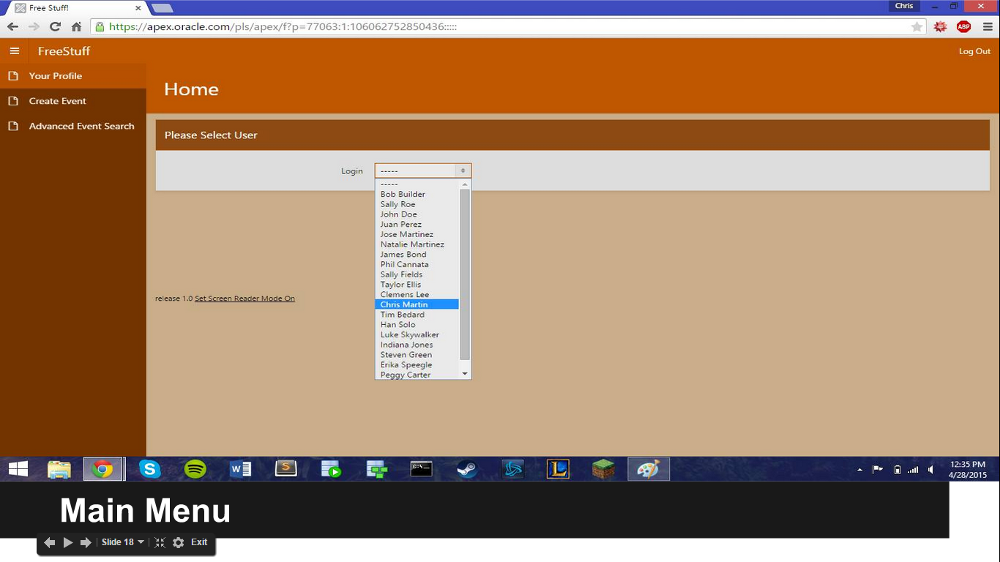 Free Stuff!
Chris
https://apex.oracle.com/pls/apex/f?p=77063:1:106062752850436:::::
ABP
FreeStuff
Log Out
Your Profile
Create Event
Advanced Event Search
Home
Please Select User
Login
-----
-----
Bob Builder
Sally Roe
John Doe
Juan Perez
Jose Martinez
Natalie Martinez
James Bond
Phil Cannata
Sally Fields
Taylor Ellis
Clemens Lee
Chris Martin
Tim Bedard
Han Solo
Luke Skywalker
Indiana Jones
Steven Green
Erika Speegle
Peggy Carter
release 1.0 Set Screen Reader Mode On
12:35 PM
4/28/2015
Main Menu
Slide 18
Exit